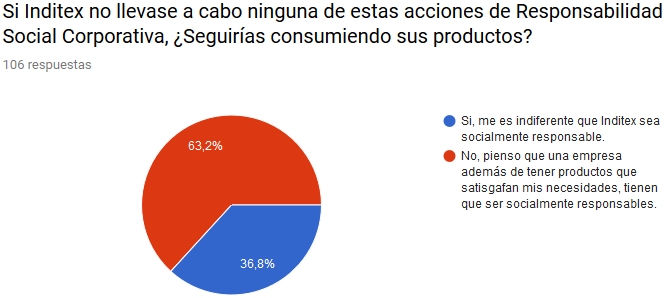 Si Inditex no llevase a cabo ninguna de estas acciones de Responsabilidad
Social Corporativa, ¿Seguirías consumiendo sus productos?
106 respuestas
63,2%
36,8%
Si, me es indiferente que Inditex sea
socialmente responsable.
No, pienso que una empresa
además de tener productos que
satisgafan mis necesidades, tienen
que ser socialmente responsables.